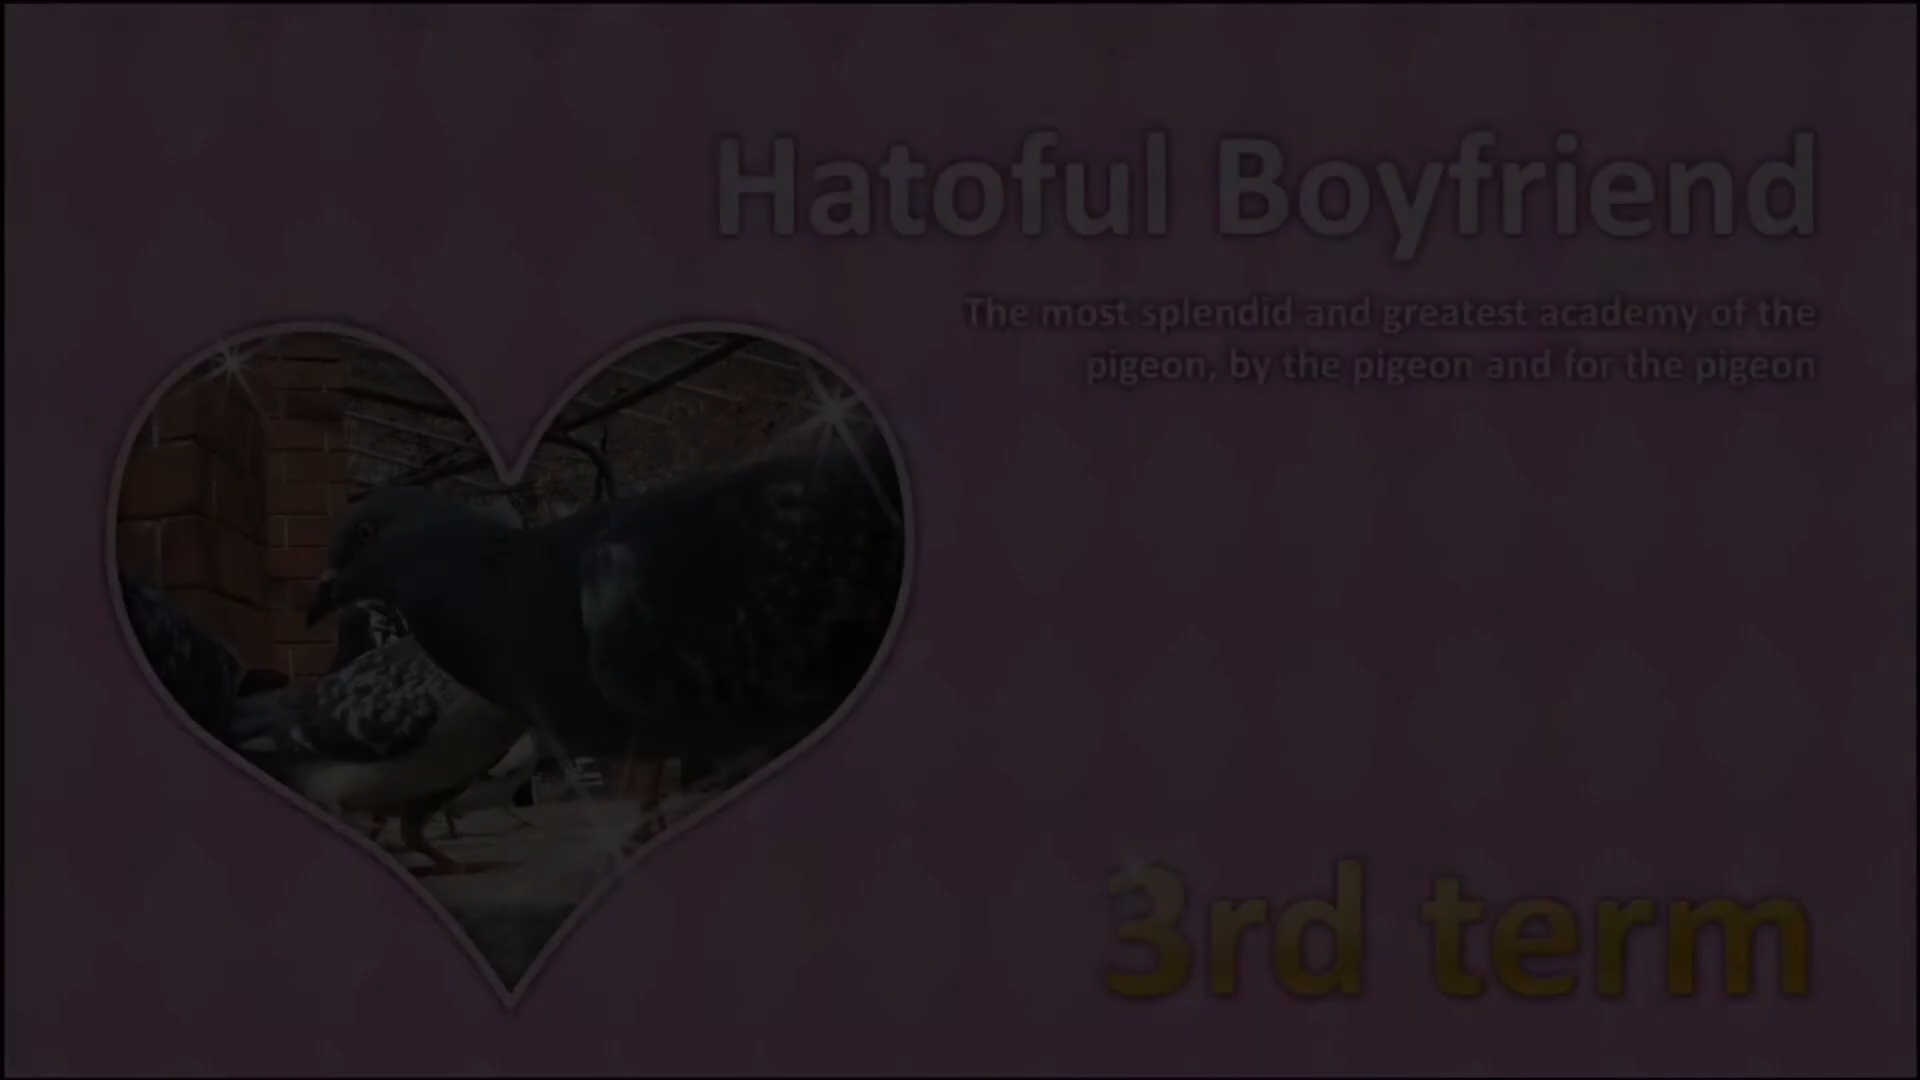 Hatoful Boyfriend
The most splendid and greatest academy of the
pigeon, by the pigeon and for the pigeon
3rd term